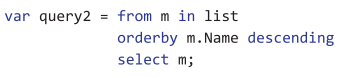 var query2 = from m in list
orderby m.Name descending
select m;